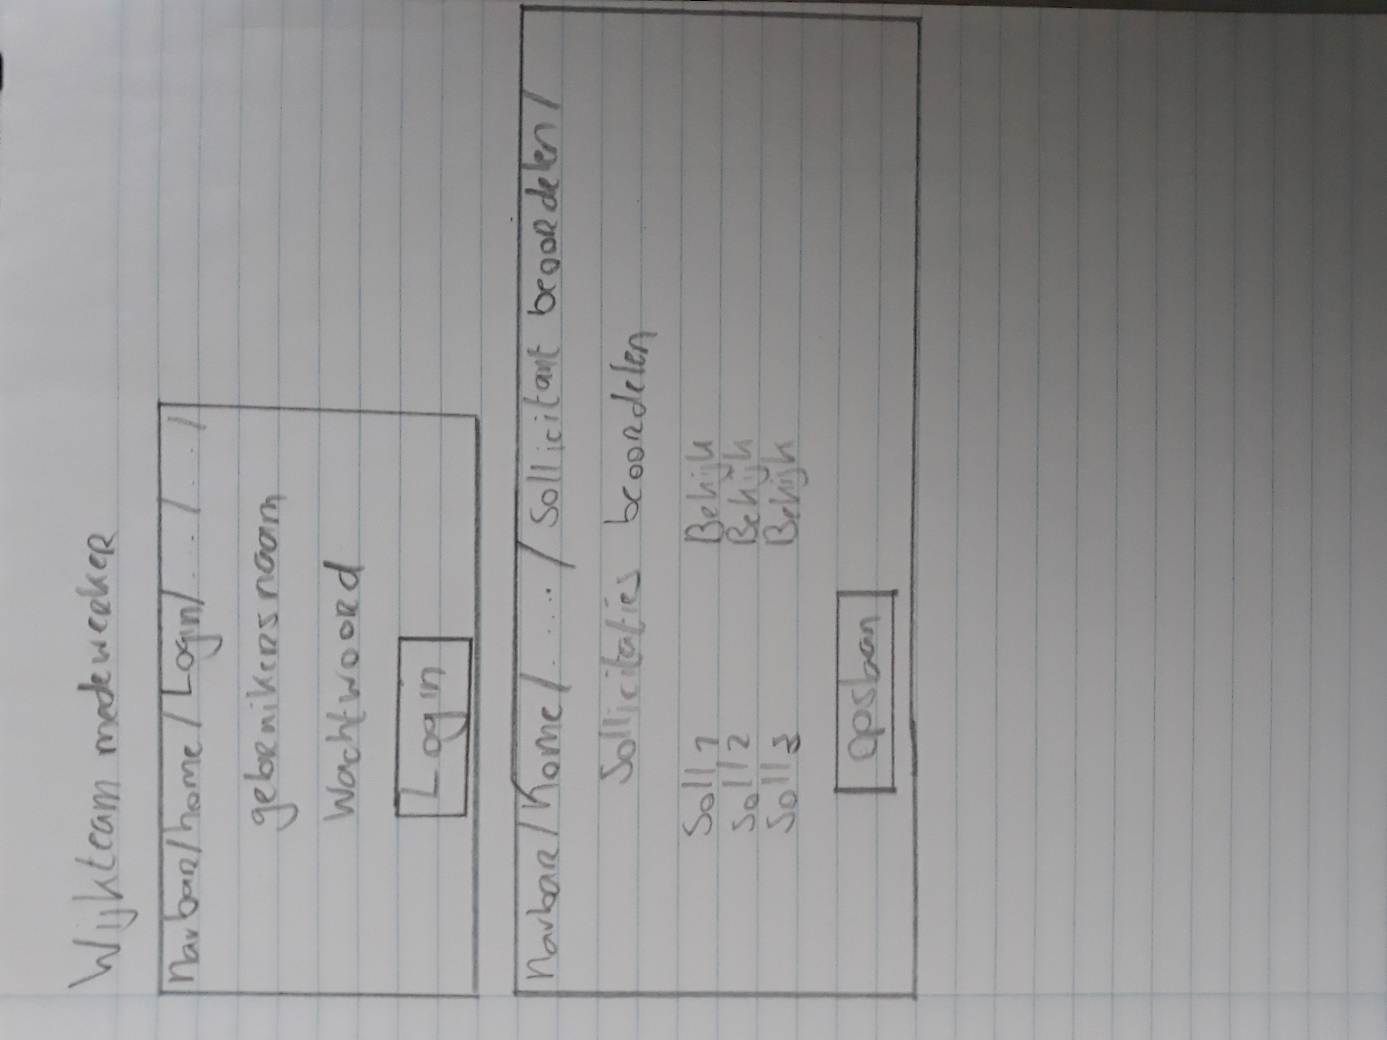 Wijkteam medewerker
navbar/home/Login/..../..../
gebruikersnaam
Wachtwoord
Login
Navbar/home/...../Sollicitant beoordelen/
Sollicitaties beoordelen
Soll 1 Bekijk
Soll 2 Bekijk
Soll 3 Bekijk